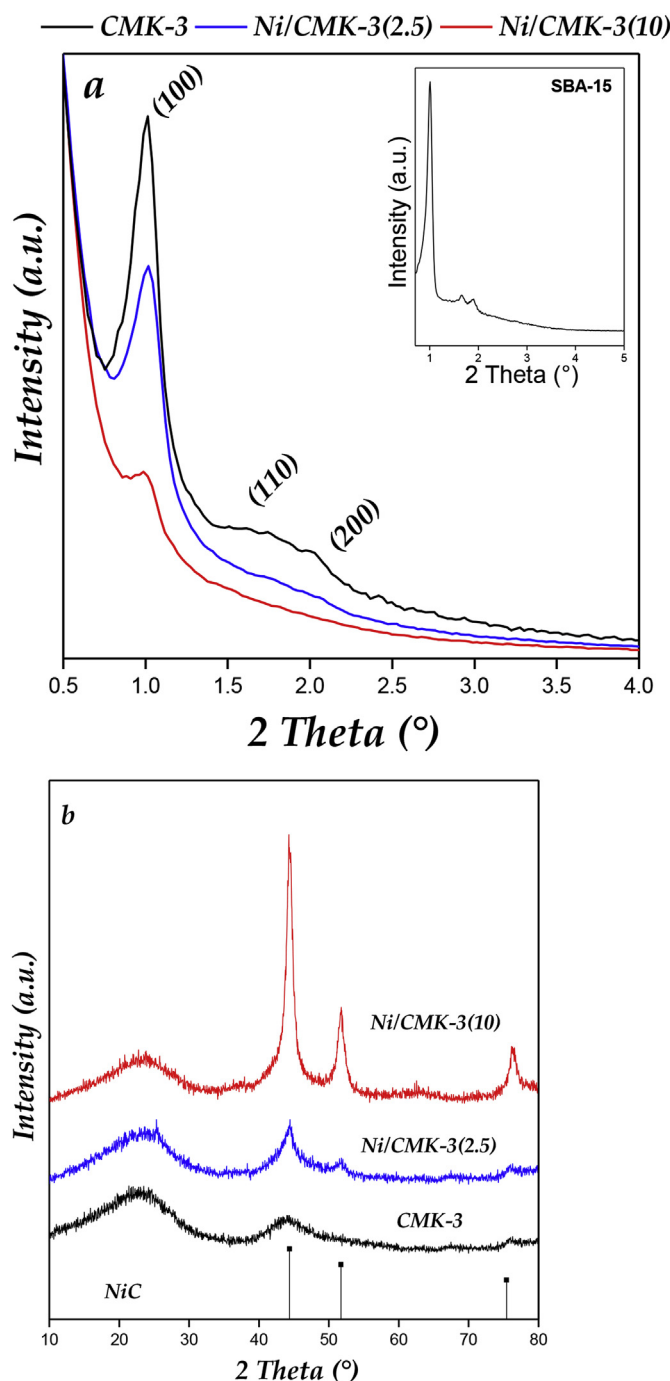 CMK-3 Ni/CMK-3(2.5) Ni/CMK-3(10)
a
(100)
SBA-15
Intensity (a.u.)
1 2 3 4 5
2 Theta (°)
(110)
(200)
Intensity (a.u.)
0.5 1.0 1.5 2.0 2.5 3.0 3.5 4.0
2 Theta (°)
b
Ni/CMK-3(10)
Ni/CMK-3(2.5)
CMK-3
NiC
Intensity (a.u.)
10 20 30 40 50 60 70 80
2 Theta (°)